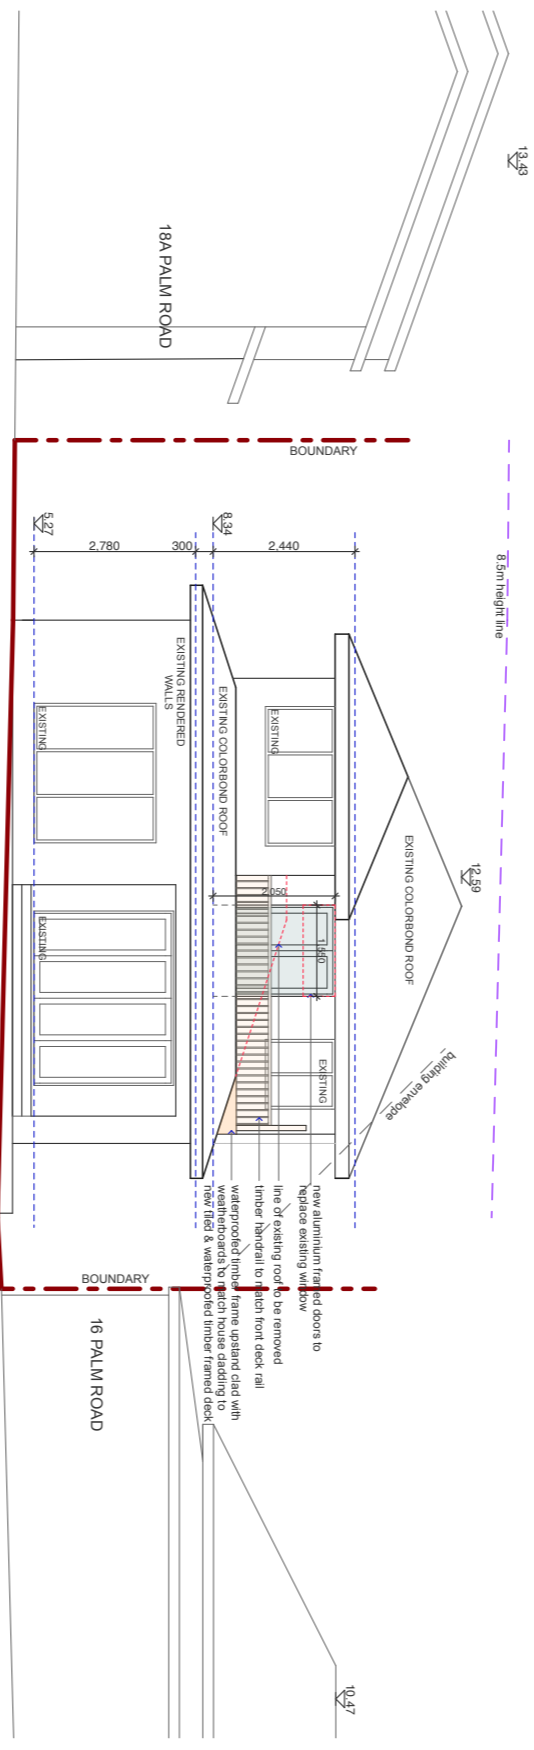 13.43
18A PALM ROAD
BOUNDARY
8.5m height line
5.27
8.34
2,780
300
2,440
EXISTING RENDERED
WALLS
EXISTING COLORBOND ROOF
EXISTING
EXISTING
EXISTING COLORBOND ROOF
12.59
2,050
1,550
EXISTING
EXISTING
building envelope
new aluminium framed doors to
replace existing window
line of existing roof to be removed
timber handrail to match front deck rail
waterproofed timber frame upstand clad with
weatherboards to match house cladding to
new tiled & waterproofed timber framed deck
BOUNDARY
16 PALM ROAD
10.47